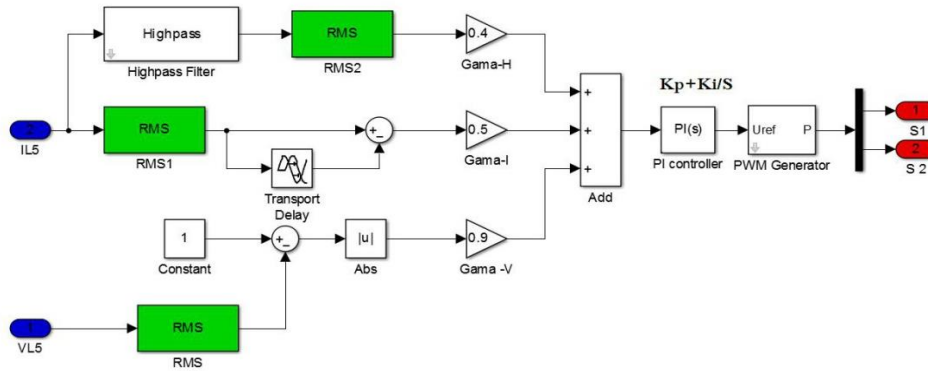 Highpass
Highpass Filter
RMS
RMS2
0.4
Gama-H
2
IL5
RMS
RMS1
+
−
Transport
Delay
0.5
Gama-I
1
Constant
+
−
|u|
Abs
0.9
Gama -V
1
VL5
RMS
RMS
+
+
+
Add
Kp+Ki/S
PI(s)
PI controller
Uref
P
PWM Generator
1
S1
2
S 2